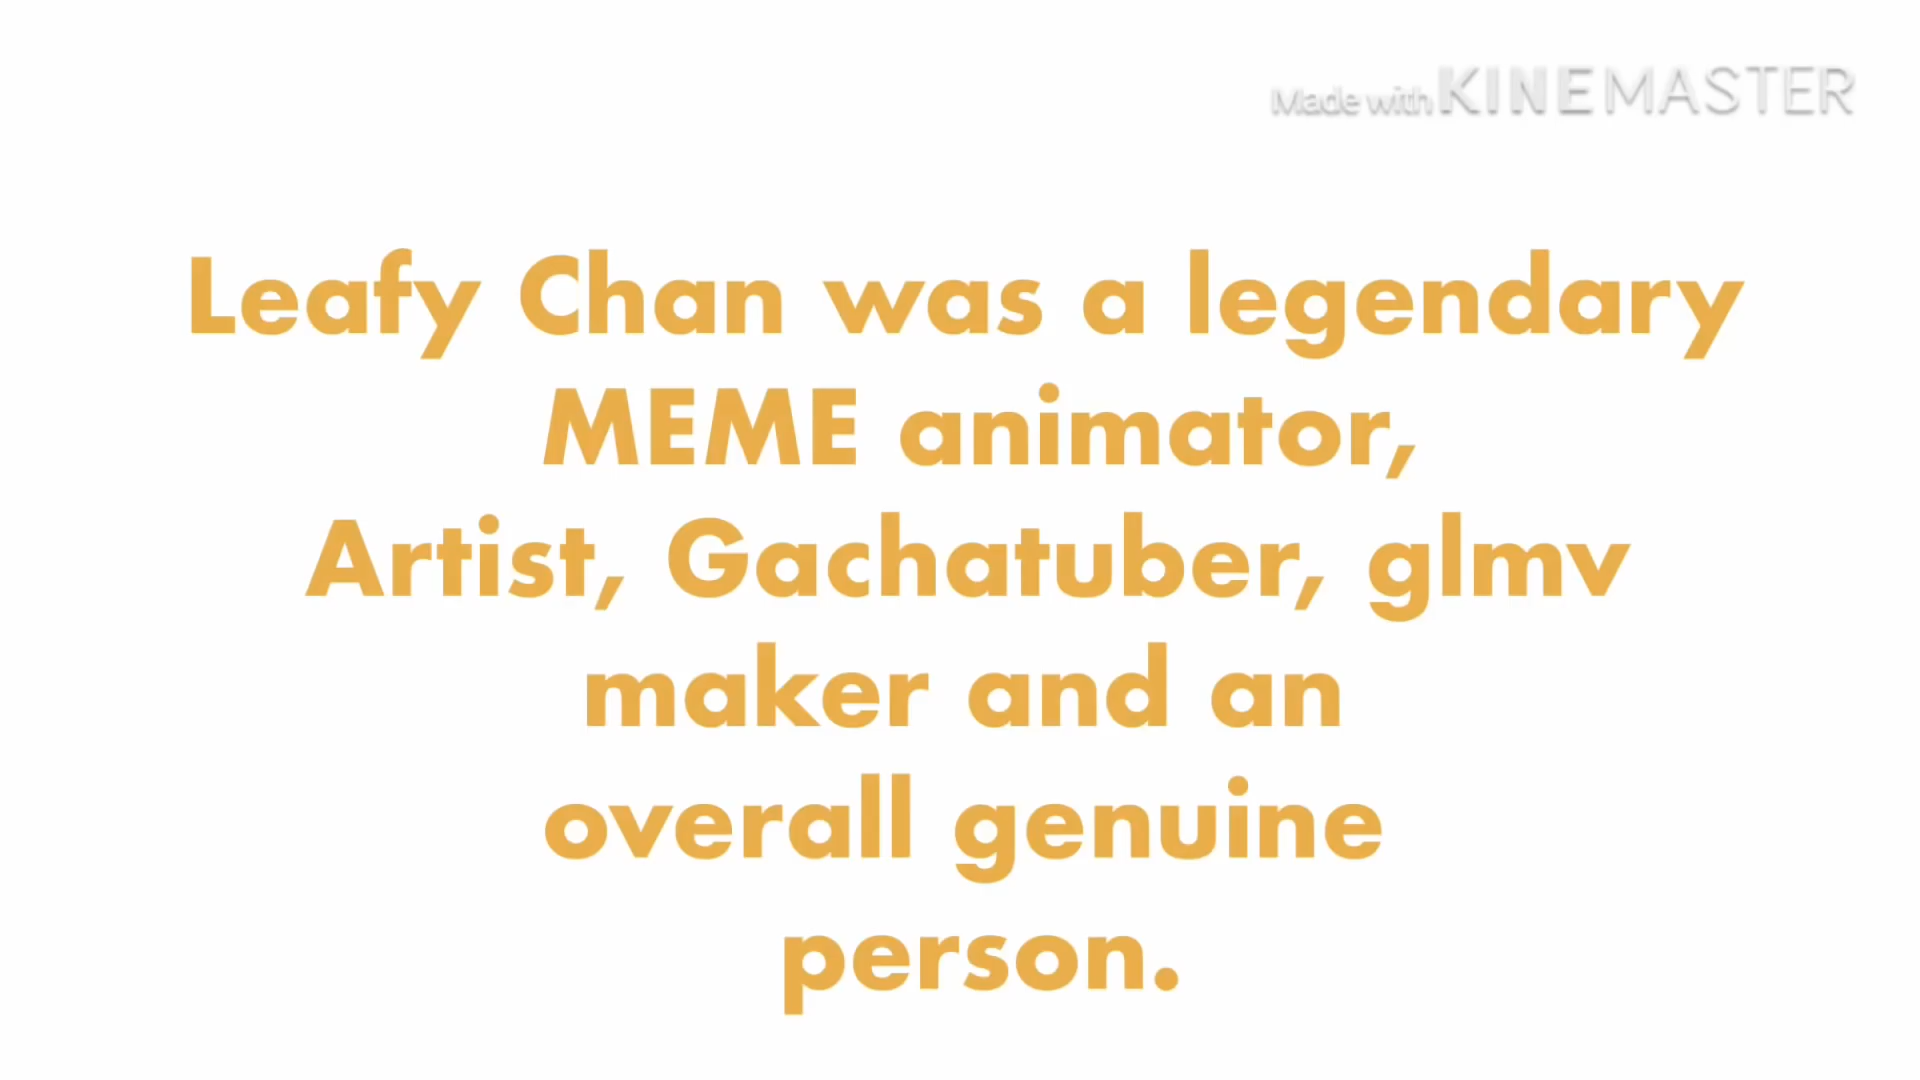 Made with KINEMASTER
Leafy Chan was a legendary
MEME animator,
Artist, Gachatuber, glmv
maker and an
overall genuine
person.